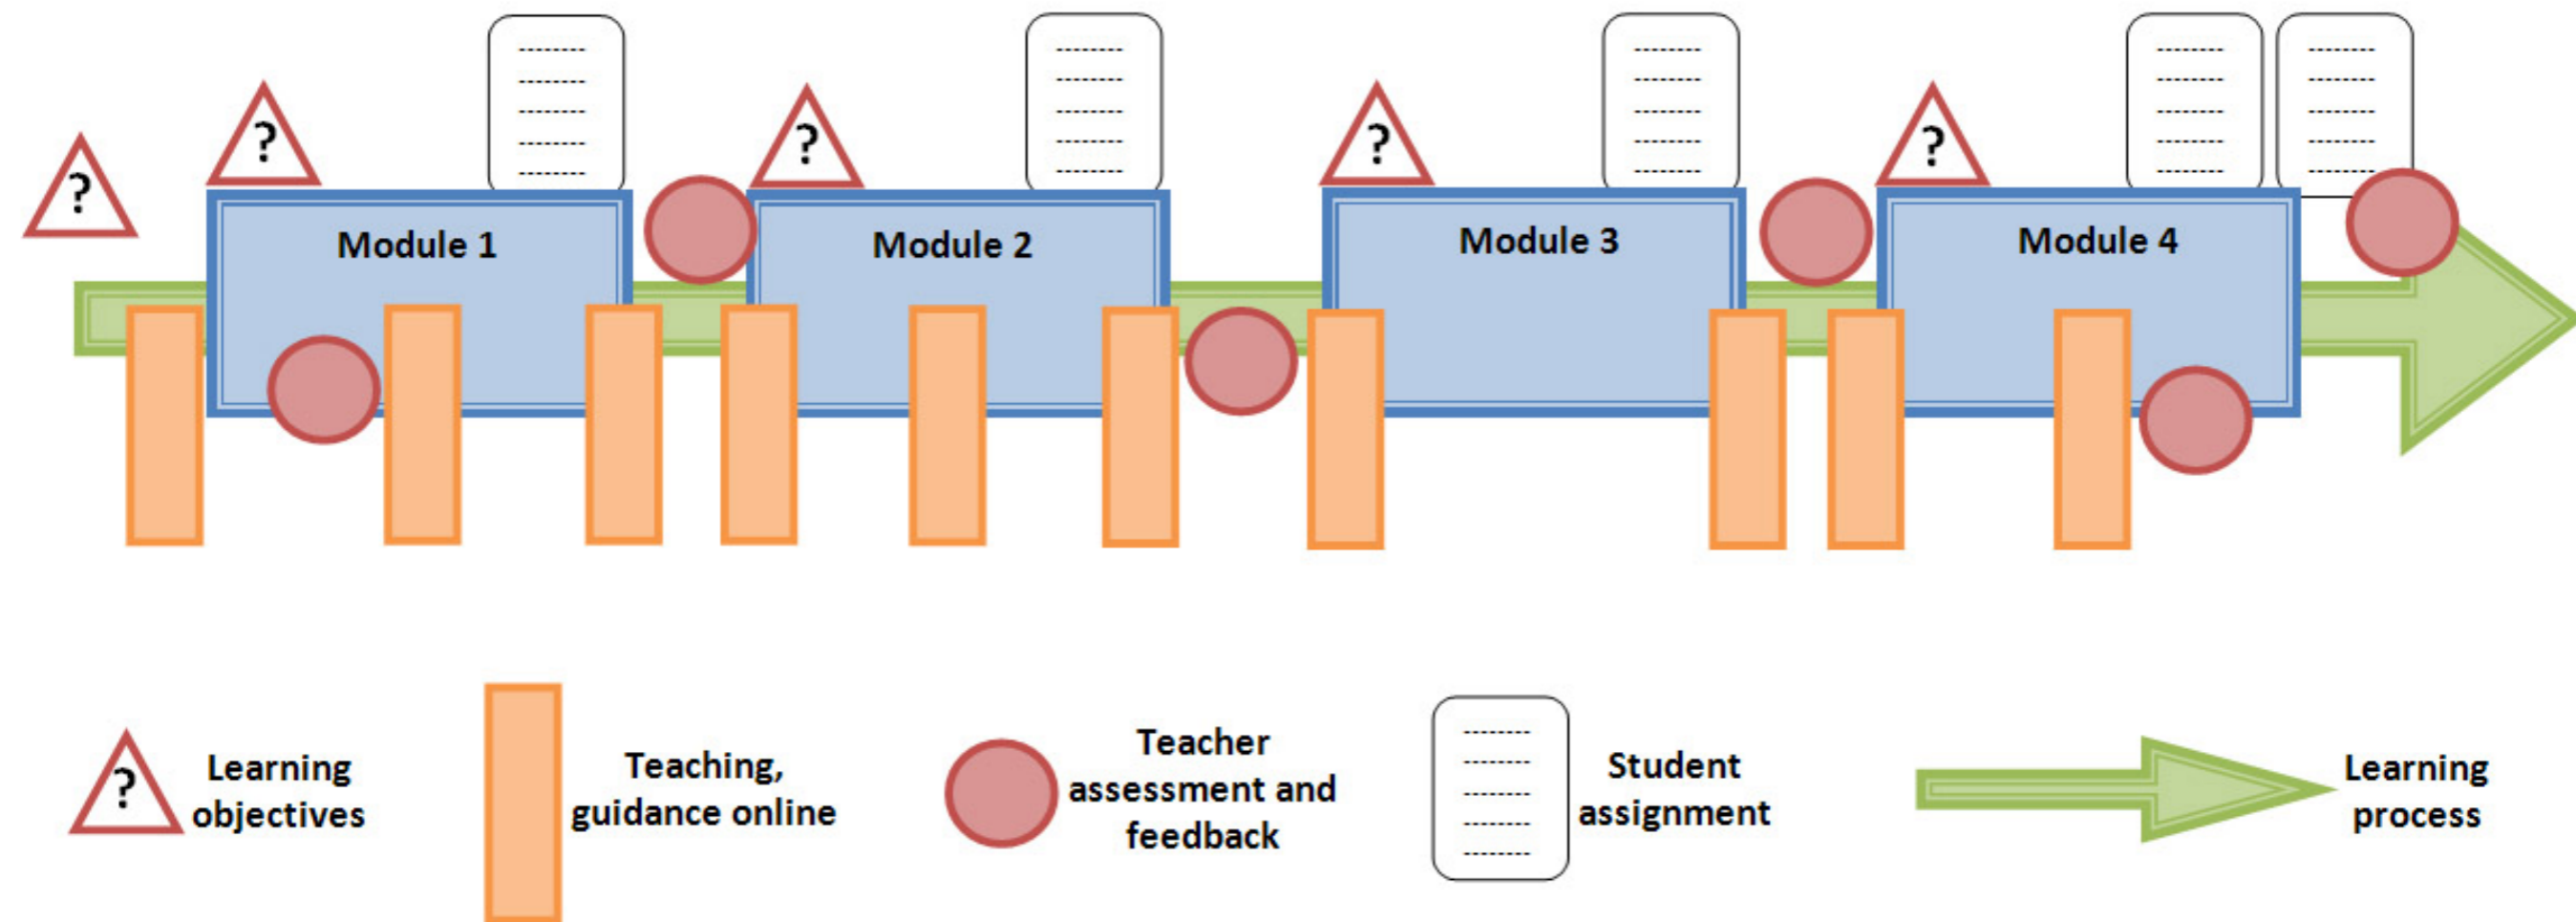 ?
?
?
?
?
Module 1
Module 2
Module 3
Module 4
?
Learning
objectives
Teaching,
guidance online
Teacher
assessment and
feedback
Student
assignment
Learning
process